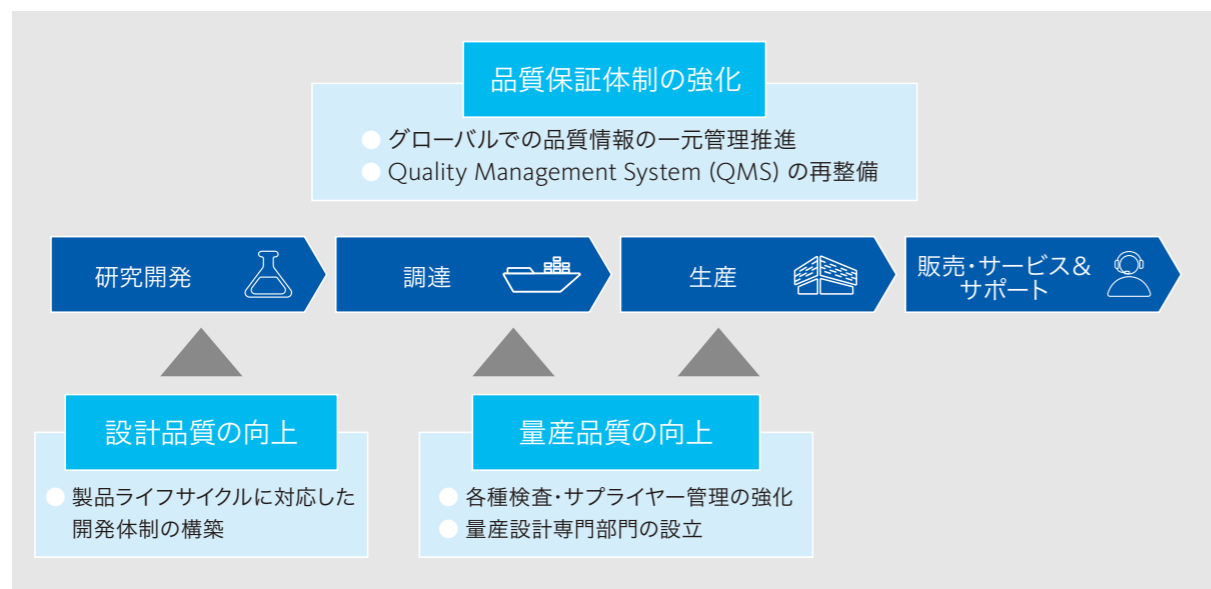 品質保証体制の強化
グローバルでの品質情報の一元管理推進
Quality Management System (QMS) の再整備
研究開発
調達
生産
販売・サービス&
サポート
設計品質の向上
製品ライフサイクルに対応した
開発体制の構築
量産品質の向上
各種検査・サプライヤー管理の強化
量産設計専門部門の設立